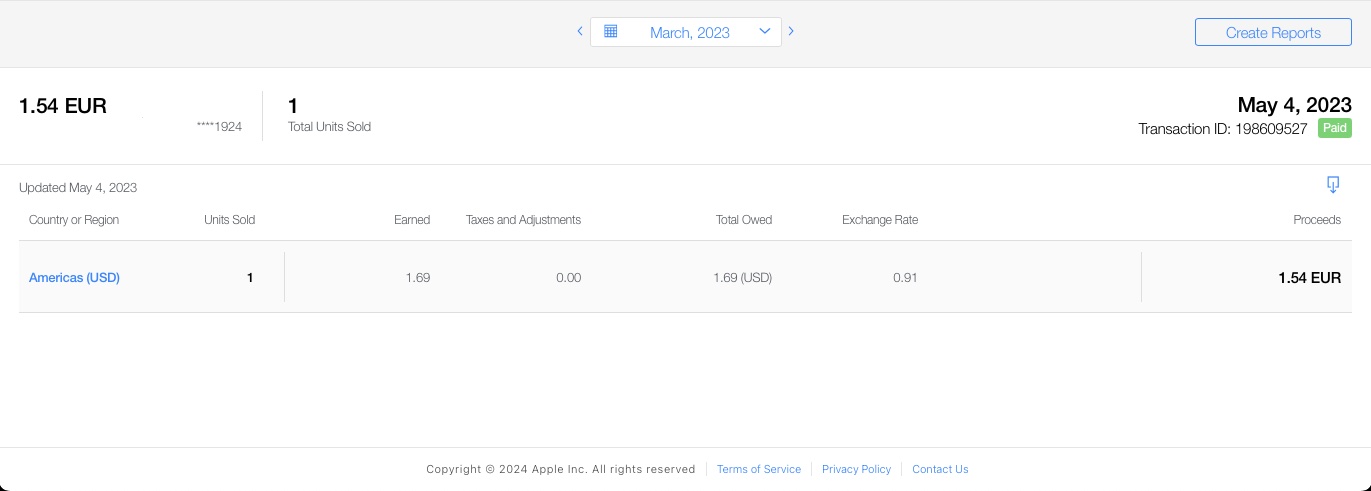 March, 2023
Create Reports
1.54 EUR
****1924
1
Total Units Sold
May 4, 2023
Transaction ID: 198609527 Paid
Updated May 4, 2023
Country or Region Units Sold Earned Taxes and Adjustments Total Owed Exchange Rate Proceeds
Americas (USD) 1 1.69 0.00 1.69 (USD) 0.91 1.54 EUR
Copyright © 2024 Apple Inc. All rights reserved Terms of Service Privacy Policy Contact Us